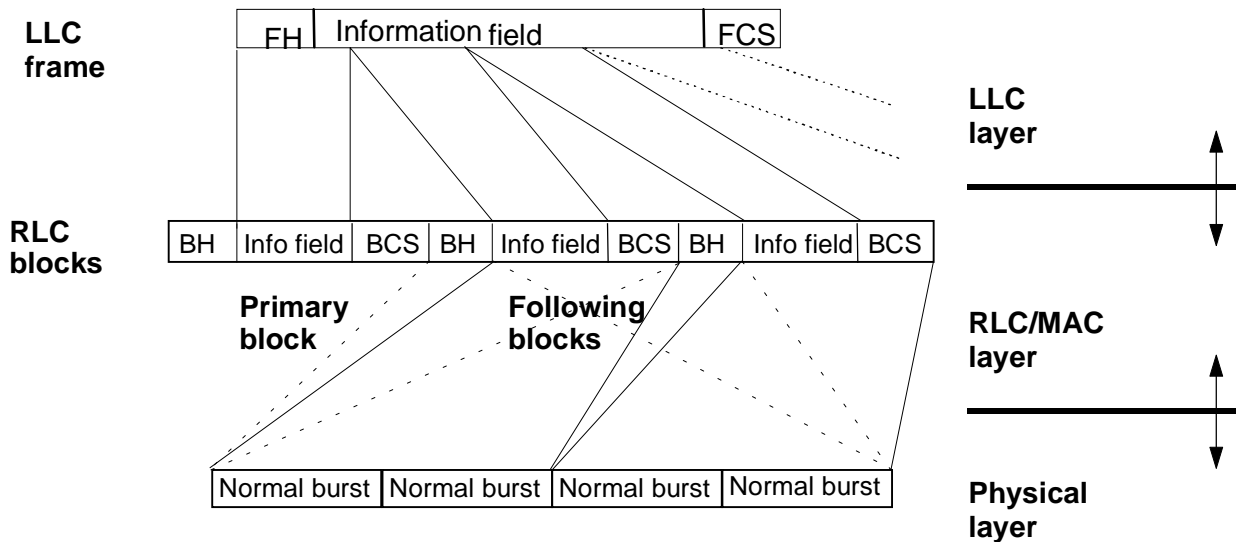 LLC
frame
FH Information field FCS
LLC
layer
RLC
blocks
BH Info field BCS BH Info field BCS BH Info field BCS
Primary
block
Following
blocks
RLC/MAC
layer
Normal burst Normal burst Normal burst Normal burst
Physical
layer